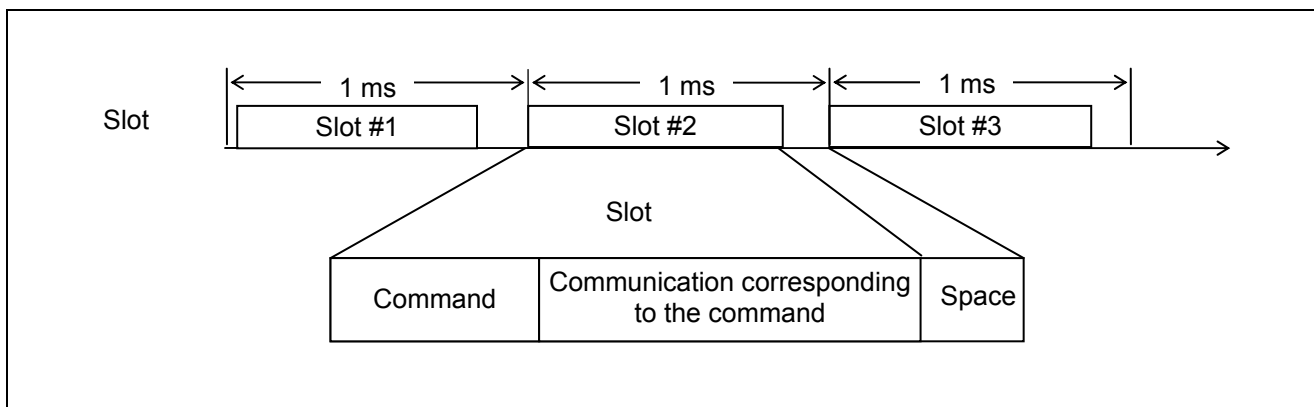 1 ms 1 ms 1 ms
Slot Slot #1 Slot #2 Slot #3
Slot
Command
Communication corresponding
to the command
Space